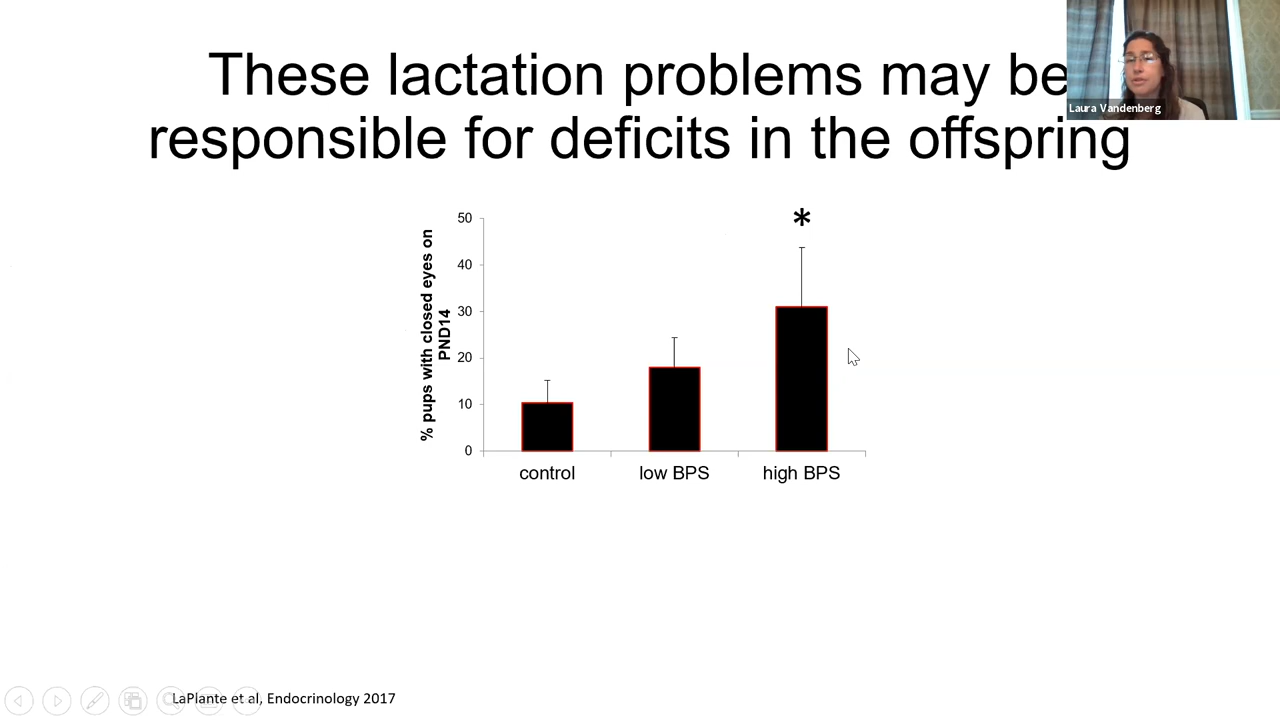 These lactation problems may be
responsible for deficits in the offspring
Laura Vandenberg
*
% pups with closed eyes on
PND14
50
40
30
20
10
0
control low BPS high BPS
LaPlante et al, Endocrinology 2017